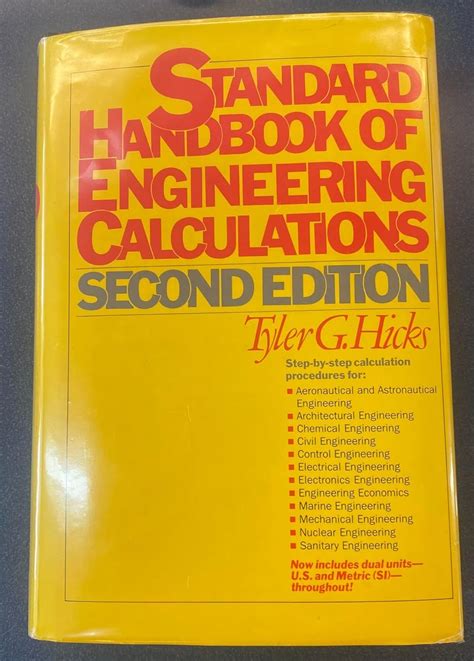 STANDARD
HANDBOOK OF
ENGINEERING
CALCULATIONS
SECOND EDITION
Tyler G. Hicks
Step-by-step calculation
procedures for:
■ Aeronautical and Astronautical
Engineering
■ Architectural Engineering
■ Chemical Engineering
■ Civil Engineering
■ Control Engineering
■ Electrical Engineering
■ Electronics Engineering
■ Engineering Economics
■ Marine Engineering
■ Mechanical Engineering
■ Nuclear Engineering
■ Sanitary Engineering
Now includes dual units—
U.S. and Metric (SI)—
throughout!